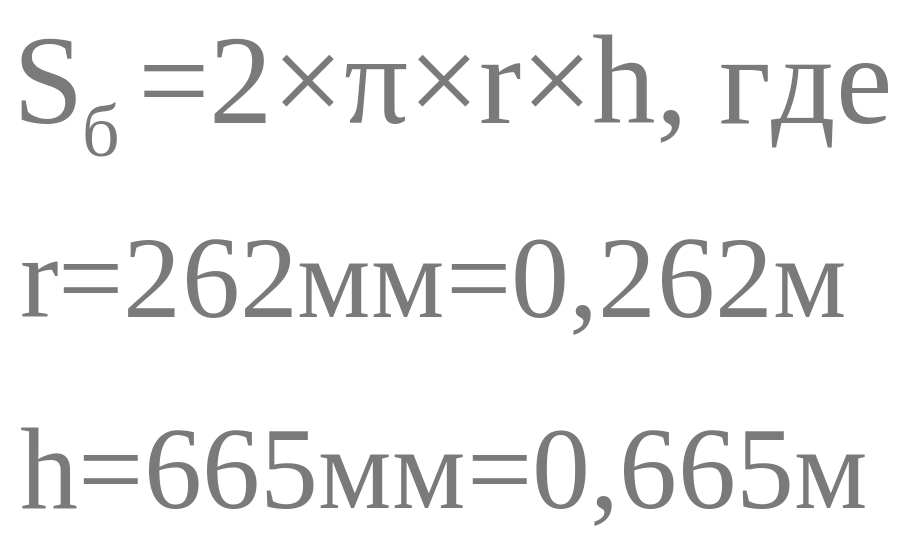 Sб =2×π×r×h, где
r=262мм=0,262м
h=665мм=0,665м